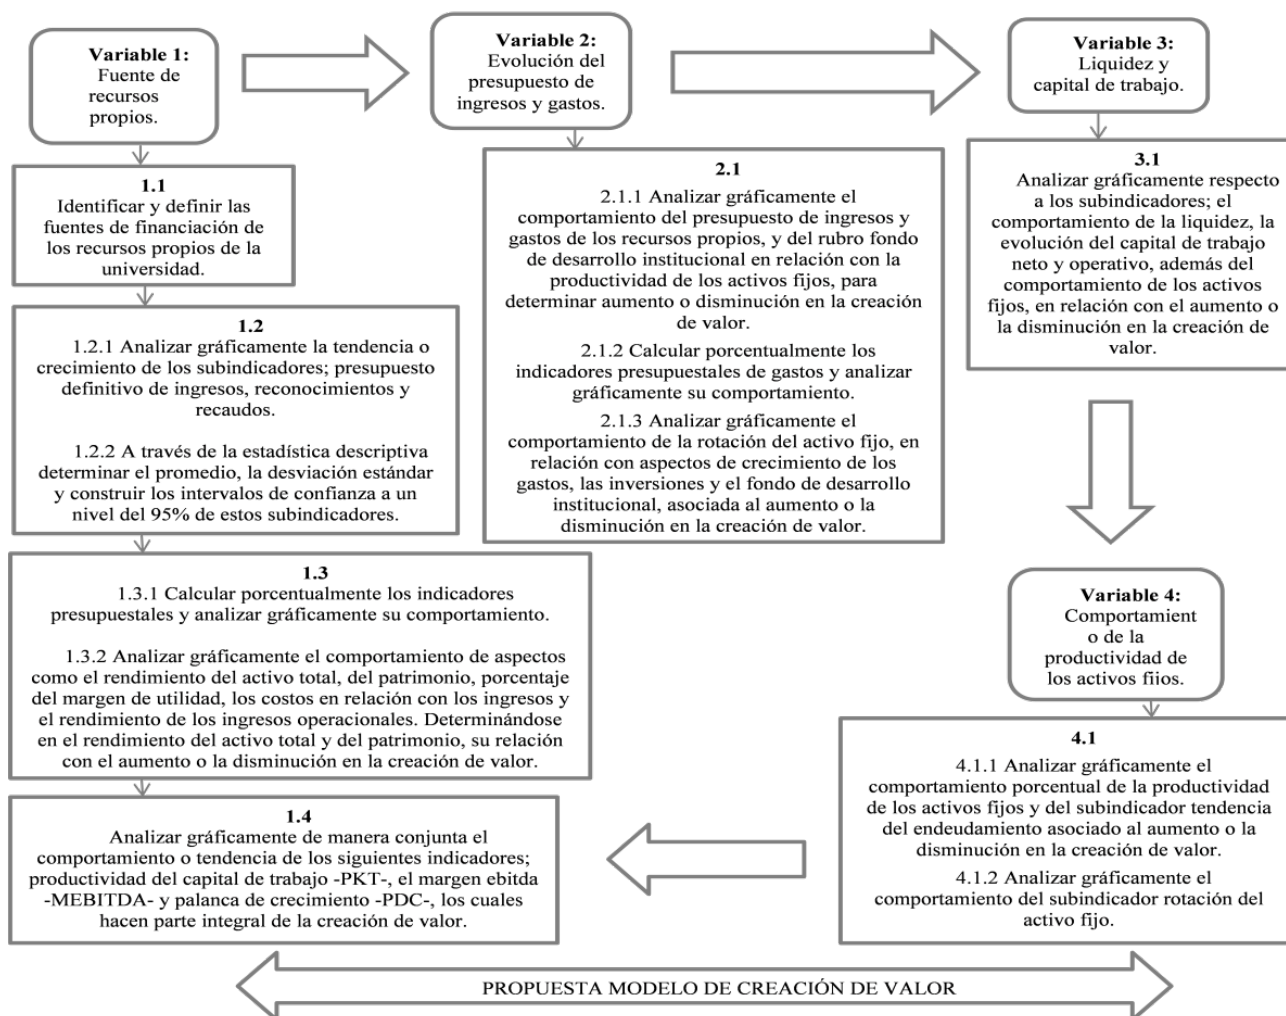 Variable 1:
Fuente de
recursos
propios.
Variable 2:
Evolución del
presupuesto de
ingresos y gastos.
Variable 3:
Liquidez y
capital de trabajo.
1.1
Identificar y definir las
fuentes de financiación de
los recursos propios de la
universidad.
1.2
1.2.1 Analizar gráficamente la tendencia o
crecimiento de los subindicadores; presupuesto
definitivo de ingresos, reconocimientos y
recaudos.
1.2.2 A través de la estadística descriptiva
determinar el promedio, la desviación estándar
y construir los intervalos de confianza a un
nivel del 95% de estos subindicadores.
1.3
1.3.1 Calcular porcentualmente los indicadores
presupuestales y analizar gráficamente su comportamiento.
1.3.2 Analizar gráficamente el comportamiento de aspectos
como el rendimiento del activo total, del patrimonio, porcentaje
del margen de utilidad, los costos en relación con los ingresos y
el rendimiento de los ingresos operacionales. Determinándose
en el rendimiento del activo total y del patrimonio, su relación
con el aumento o la disminución en la creación de valor.
1.4
Analizar gráficamente de manera conjunta el
comportamiento o tendencia de los siguientes indicadores;
productividad del capital de trabajo -PKT-, el margen ebitda
-MEBITDA- y palanca de crecimiento -PDC-, los cuales
hacen parte integral de la creación de valor.
2.1
2.1.1 Analizar gráficamente el
comportamiento del presupuesto de ingresos y
gastos de los recursos propios, y del rubro fondo
de desarrollo institucional en relación con la
productividad de los activos fijos, para
determinar aumento o disminución en la creación
de valor.
2.1.2 Calcular porcentualmente los
indicadores presupuestales de gastos y analizar
gráficamente su comportamiento.
2.1.3 Analizar gráficamente el
comportamiento de la rotación del activo fijo, en
relación con aspectos de crecimiento de los
gastos, las inversiones y el fondo de desarrollo
institucional, asociada al aumento o la
disminución en la creación de valor.
3.1
Analizar gráficamente respecto
a los subindicadores; el
comportamiento de la liquidez, la
evolución del capital de trabajo
neto y operativo, además del
comportamiento de los activos
fijos, en relación con el aumento o
la disminución en la creación de
valor.
Variable 4:
Comportamient
o de la
productividad de
los activos fijos.
4.1
4.1.1 Analizar gráficamente el
comportamiento porcentual de la productividad
de los activos fijos y del subindicador tendencia
del endeudamiento asociado al aumento o la
disminución en la creación de valor.
4.1.2 Analizar gráficamente el
comportamiento del subindicador rotación del
activo fijo.
PROPUESTA MODELO DE CREACIÓN DE VALOR